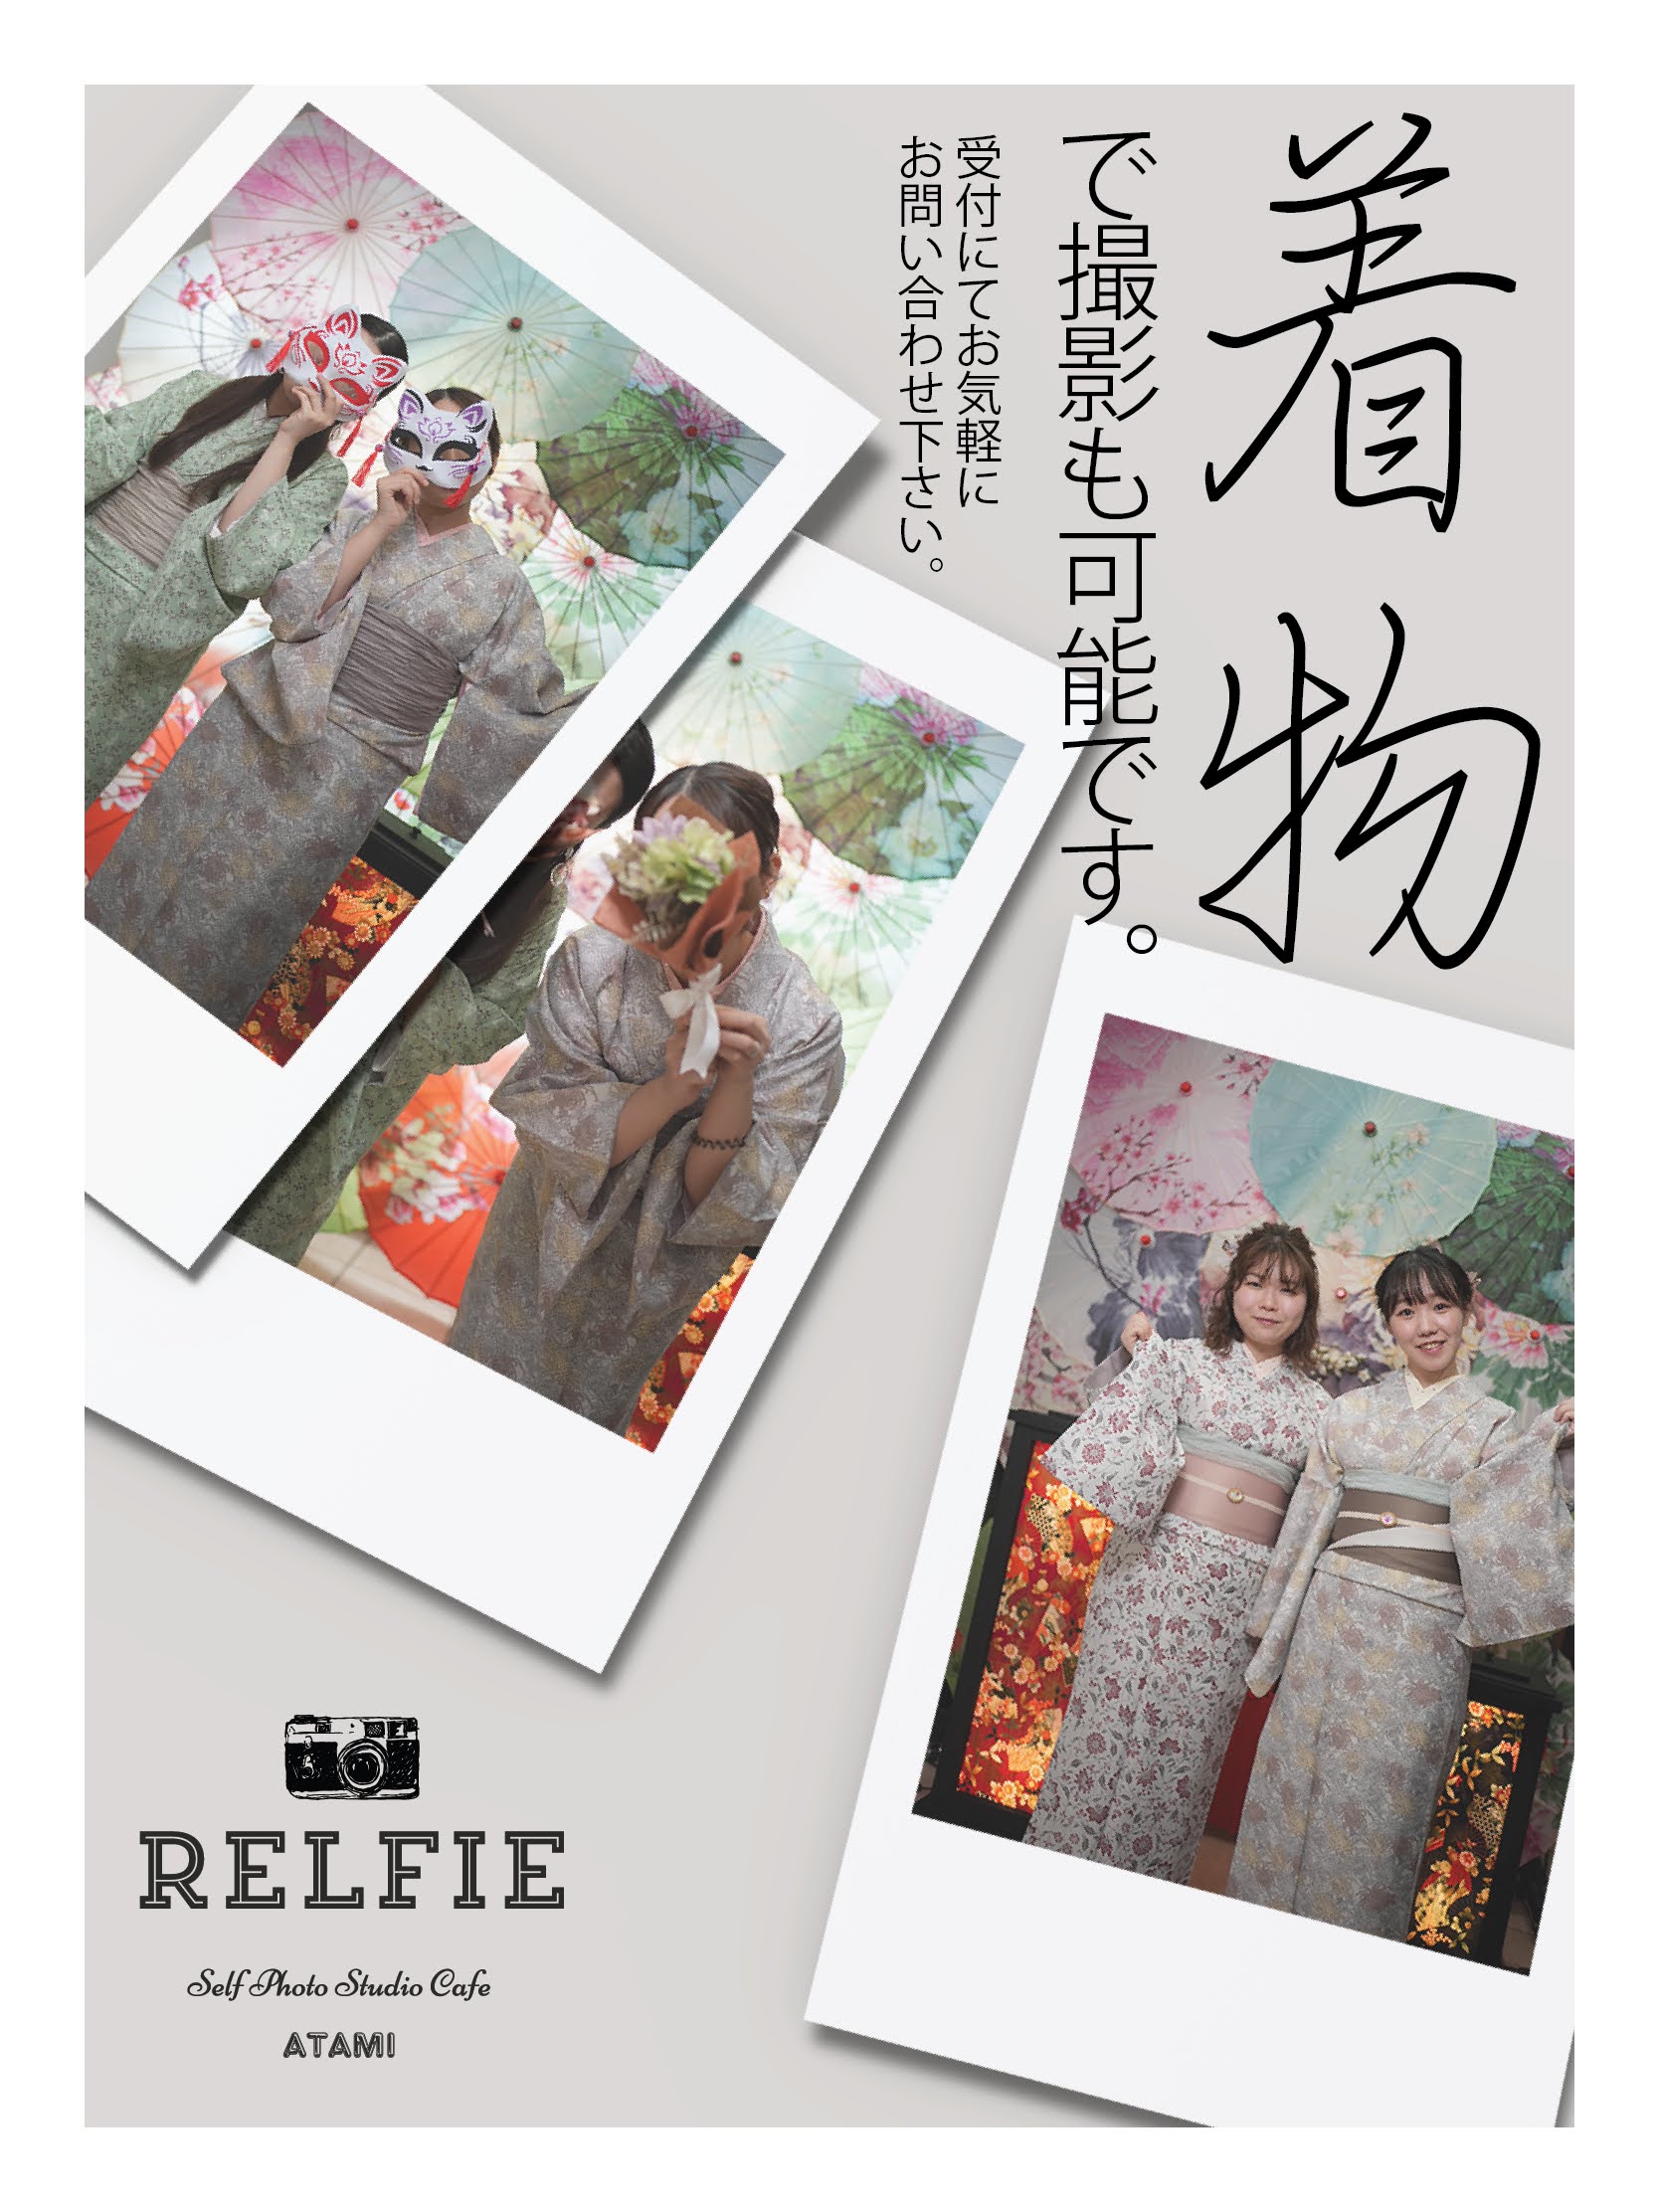 着物
で撮影も可能です。
受付にてお気軽に
お問い合わせ下さい。
RELFIE
Self Photo Studio Cafe
ATAMI